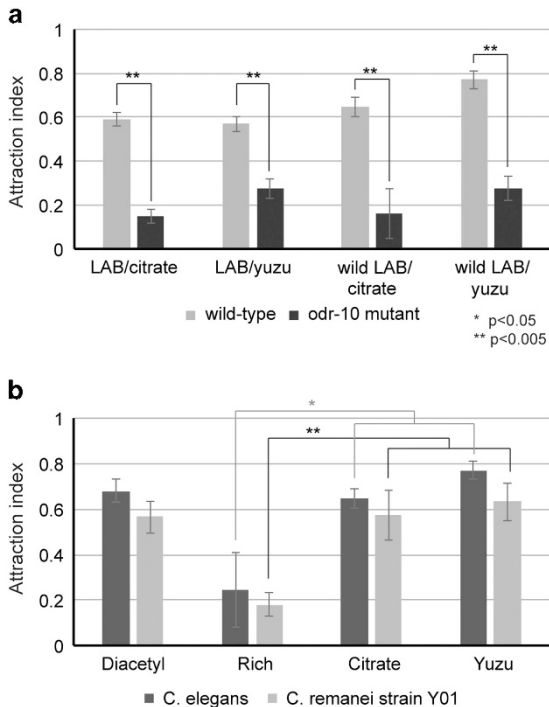 a
Attraction index
1
0.8
0.6
0.4
0.2
0
** ** ** **
LAB/citrate LAB/yuzu wild LAB/ wild LAB/
citrate yuzu
wild-type odr-10 mutant
* p<0.05
** p<0.005
b
Attraction index
1
0.8
0.6
0.4
0.2
0
*
**
Diacetyl Rich Citrate Yuzu
C. elegans C. remanei strain Y01